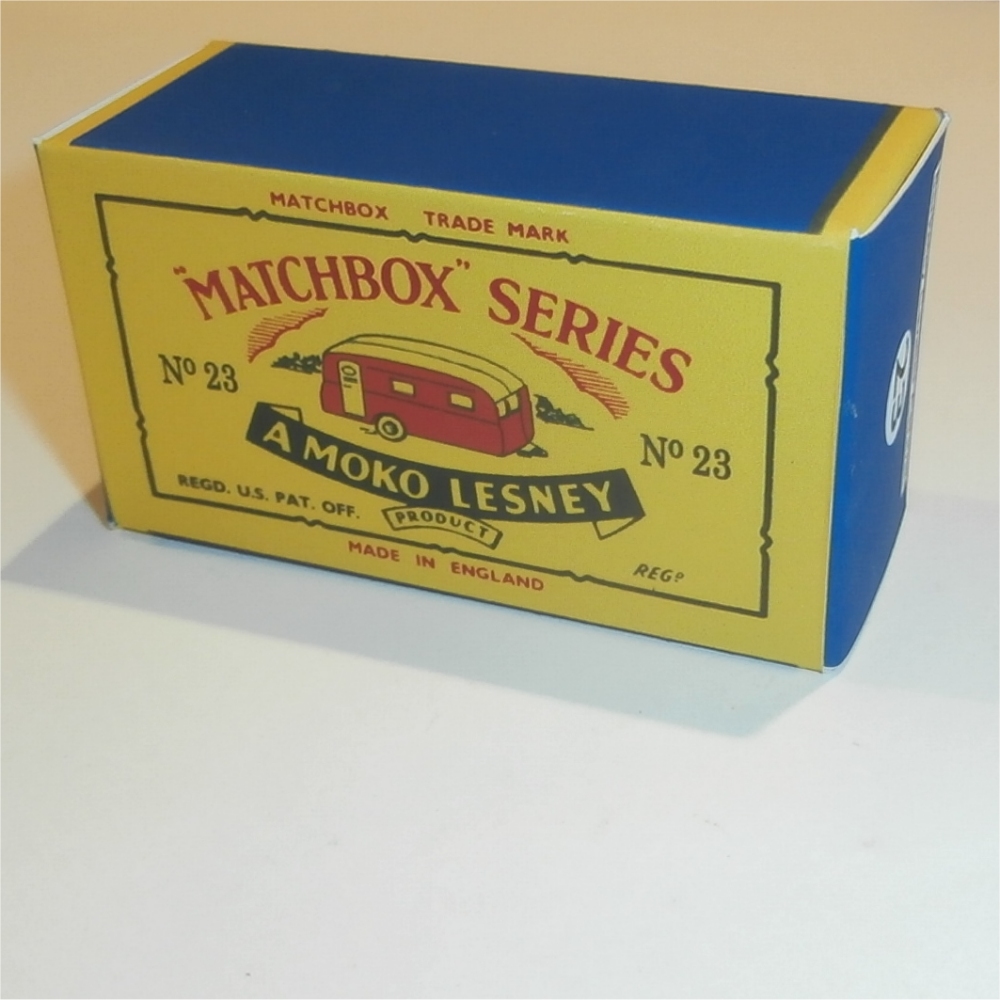 MATCHBOX TRADE MARK
"MATCHBOX" SERIES
Nº 23
Nº 23
A MOKO LESNEY
PRODUCT
REGD. U.S. PAT. OFF.
MADE IN ENGLAND
REGᴰ